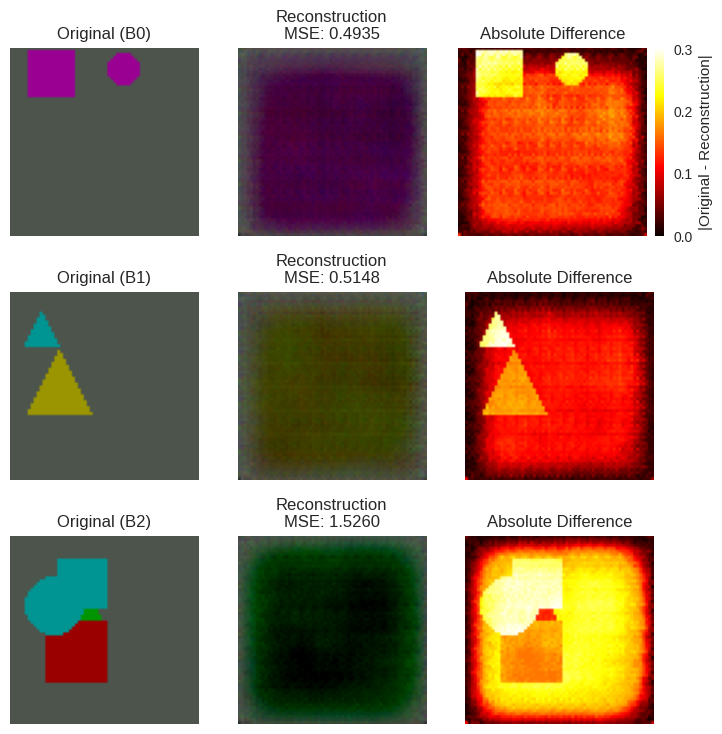 Original (B0)
Reconstruction
MSE: 0.4935
Absolute Difference
0.3
0.2
0.1
0.0
|Original - Reconstruction|
Original (B1)
Reconstruction
MSE: 0.5148
Absolute Difference
Original (B2)
Reconstruction
MSE: 1.5260
Absolute Difference